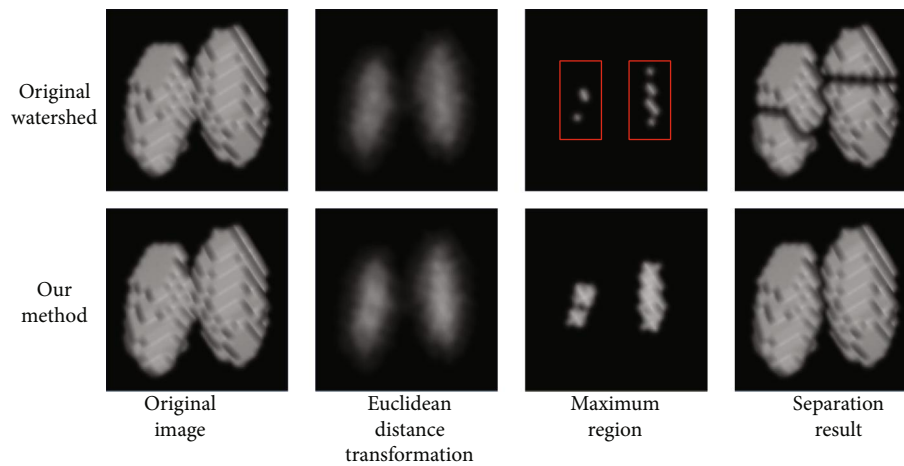 Original
watershed
Our
method
Original
image
Euclidean
distance
transformation
Maximum
region
Separation
result